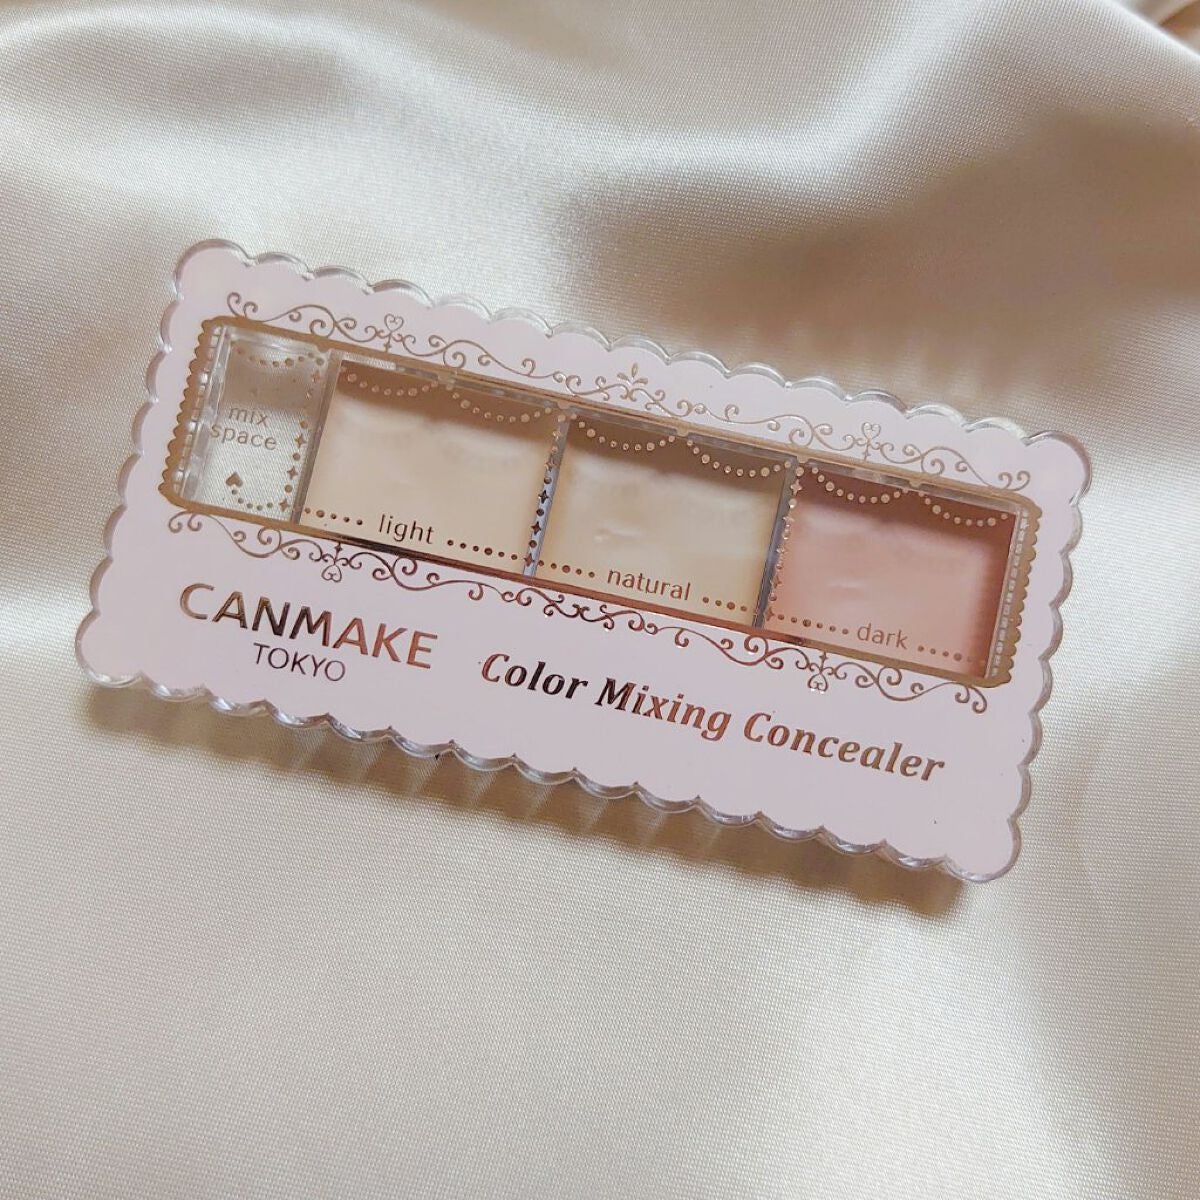 mix
space
light
natural
dark
CANMAKE
TOKYO
Color Mixing Concealer